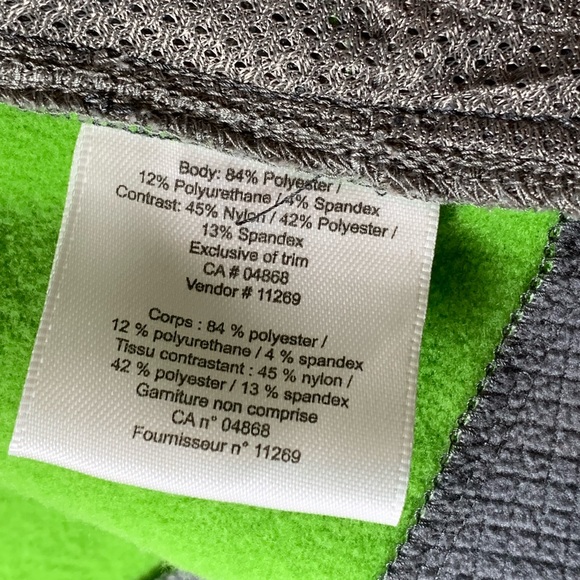 Body: 84% Polyester /
12% Polyurethane / 4% Spandex
Contrast: 45% Nylon / 42% Polyester /
13% Spandex
Exclusive of trim
CA # 04868
Vendor # 11269
Corps : 84 % polyester /
12 % polyurethane / 4 % spandex
Tissu contrastant : 45 % nylon /
42 % polyester / 13 % spandex
Garniture non comprise
CA n° 04868
Fournisseur n° 11269